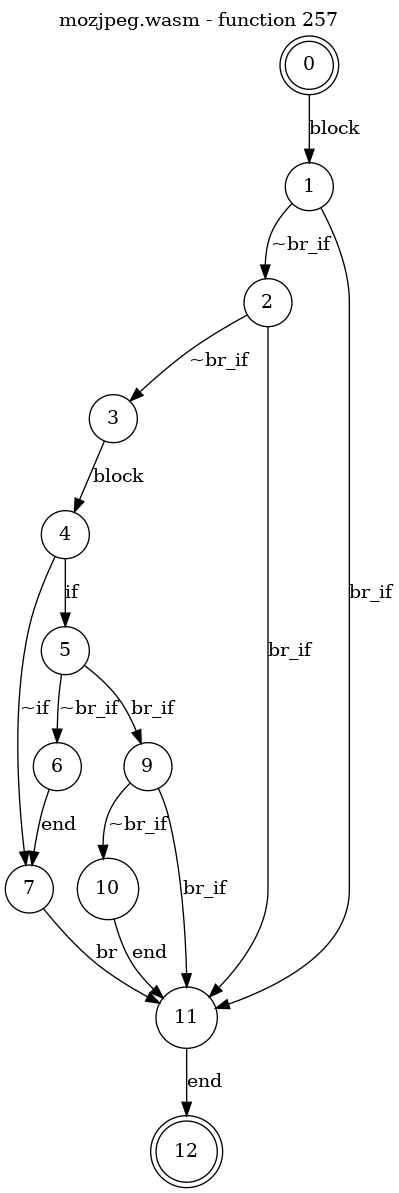 mozjpeg.wasm - function 257
0
block
1
~br_if
2
~br_if
3
block
4
br_if
br_if
if
5
~if
~br_if
br_if
6
9
end
~br_if
7
10
br_if
br
end
11
end
12